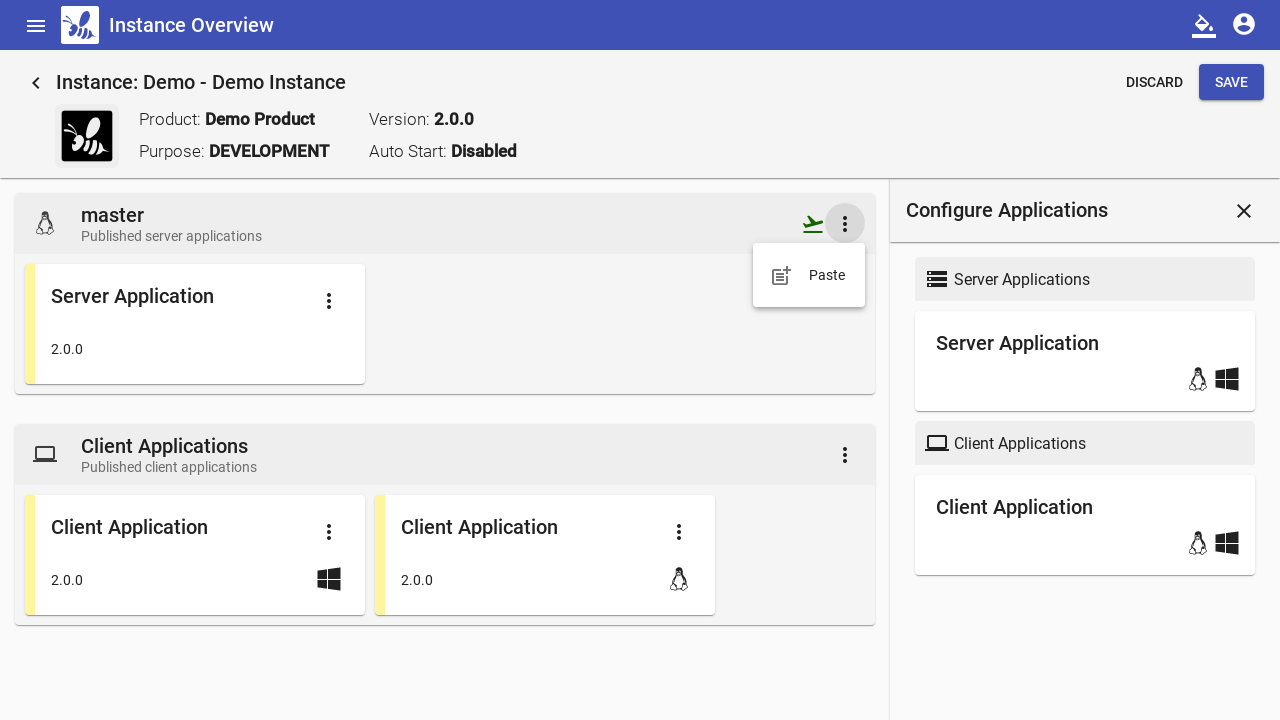 Instance Overview
Instance: Demo - Demo Instance
DISCARD
SAVE
Product: Demo Product
Version: 2.0.0
Purpose: DEVELOPMENT
Auto Start: Disabled
master
Published server applications
Paste
Server Application
2.0.0
Client Applications
Published client applications
Client Application
2.0.0
Client Application
2.0.0
Configure Applications
Server Applications
Server Application
Client Applications
Client Application